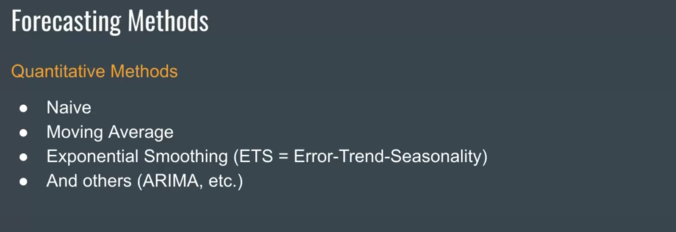 Forecasting Methods
Quantitative Methods
● Naive
● Moving Average
● Exponential Smoothing (ETS = Error-Trend-Seasonality)
● And others (ARIMA, etc.)